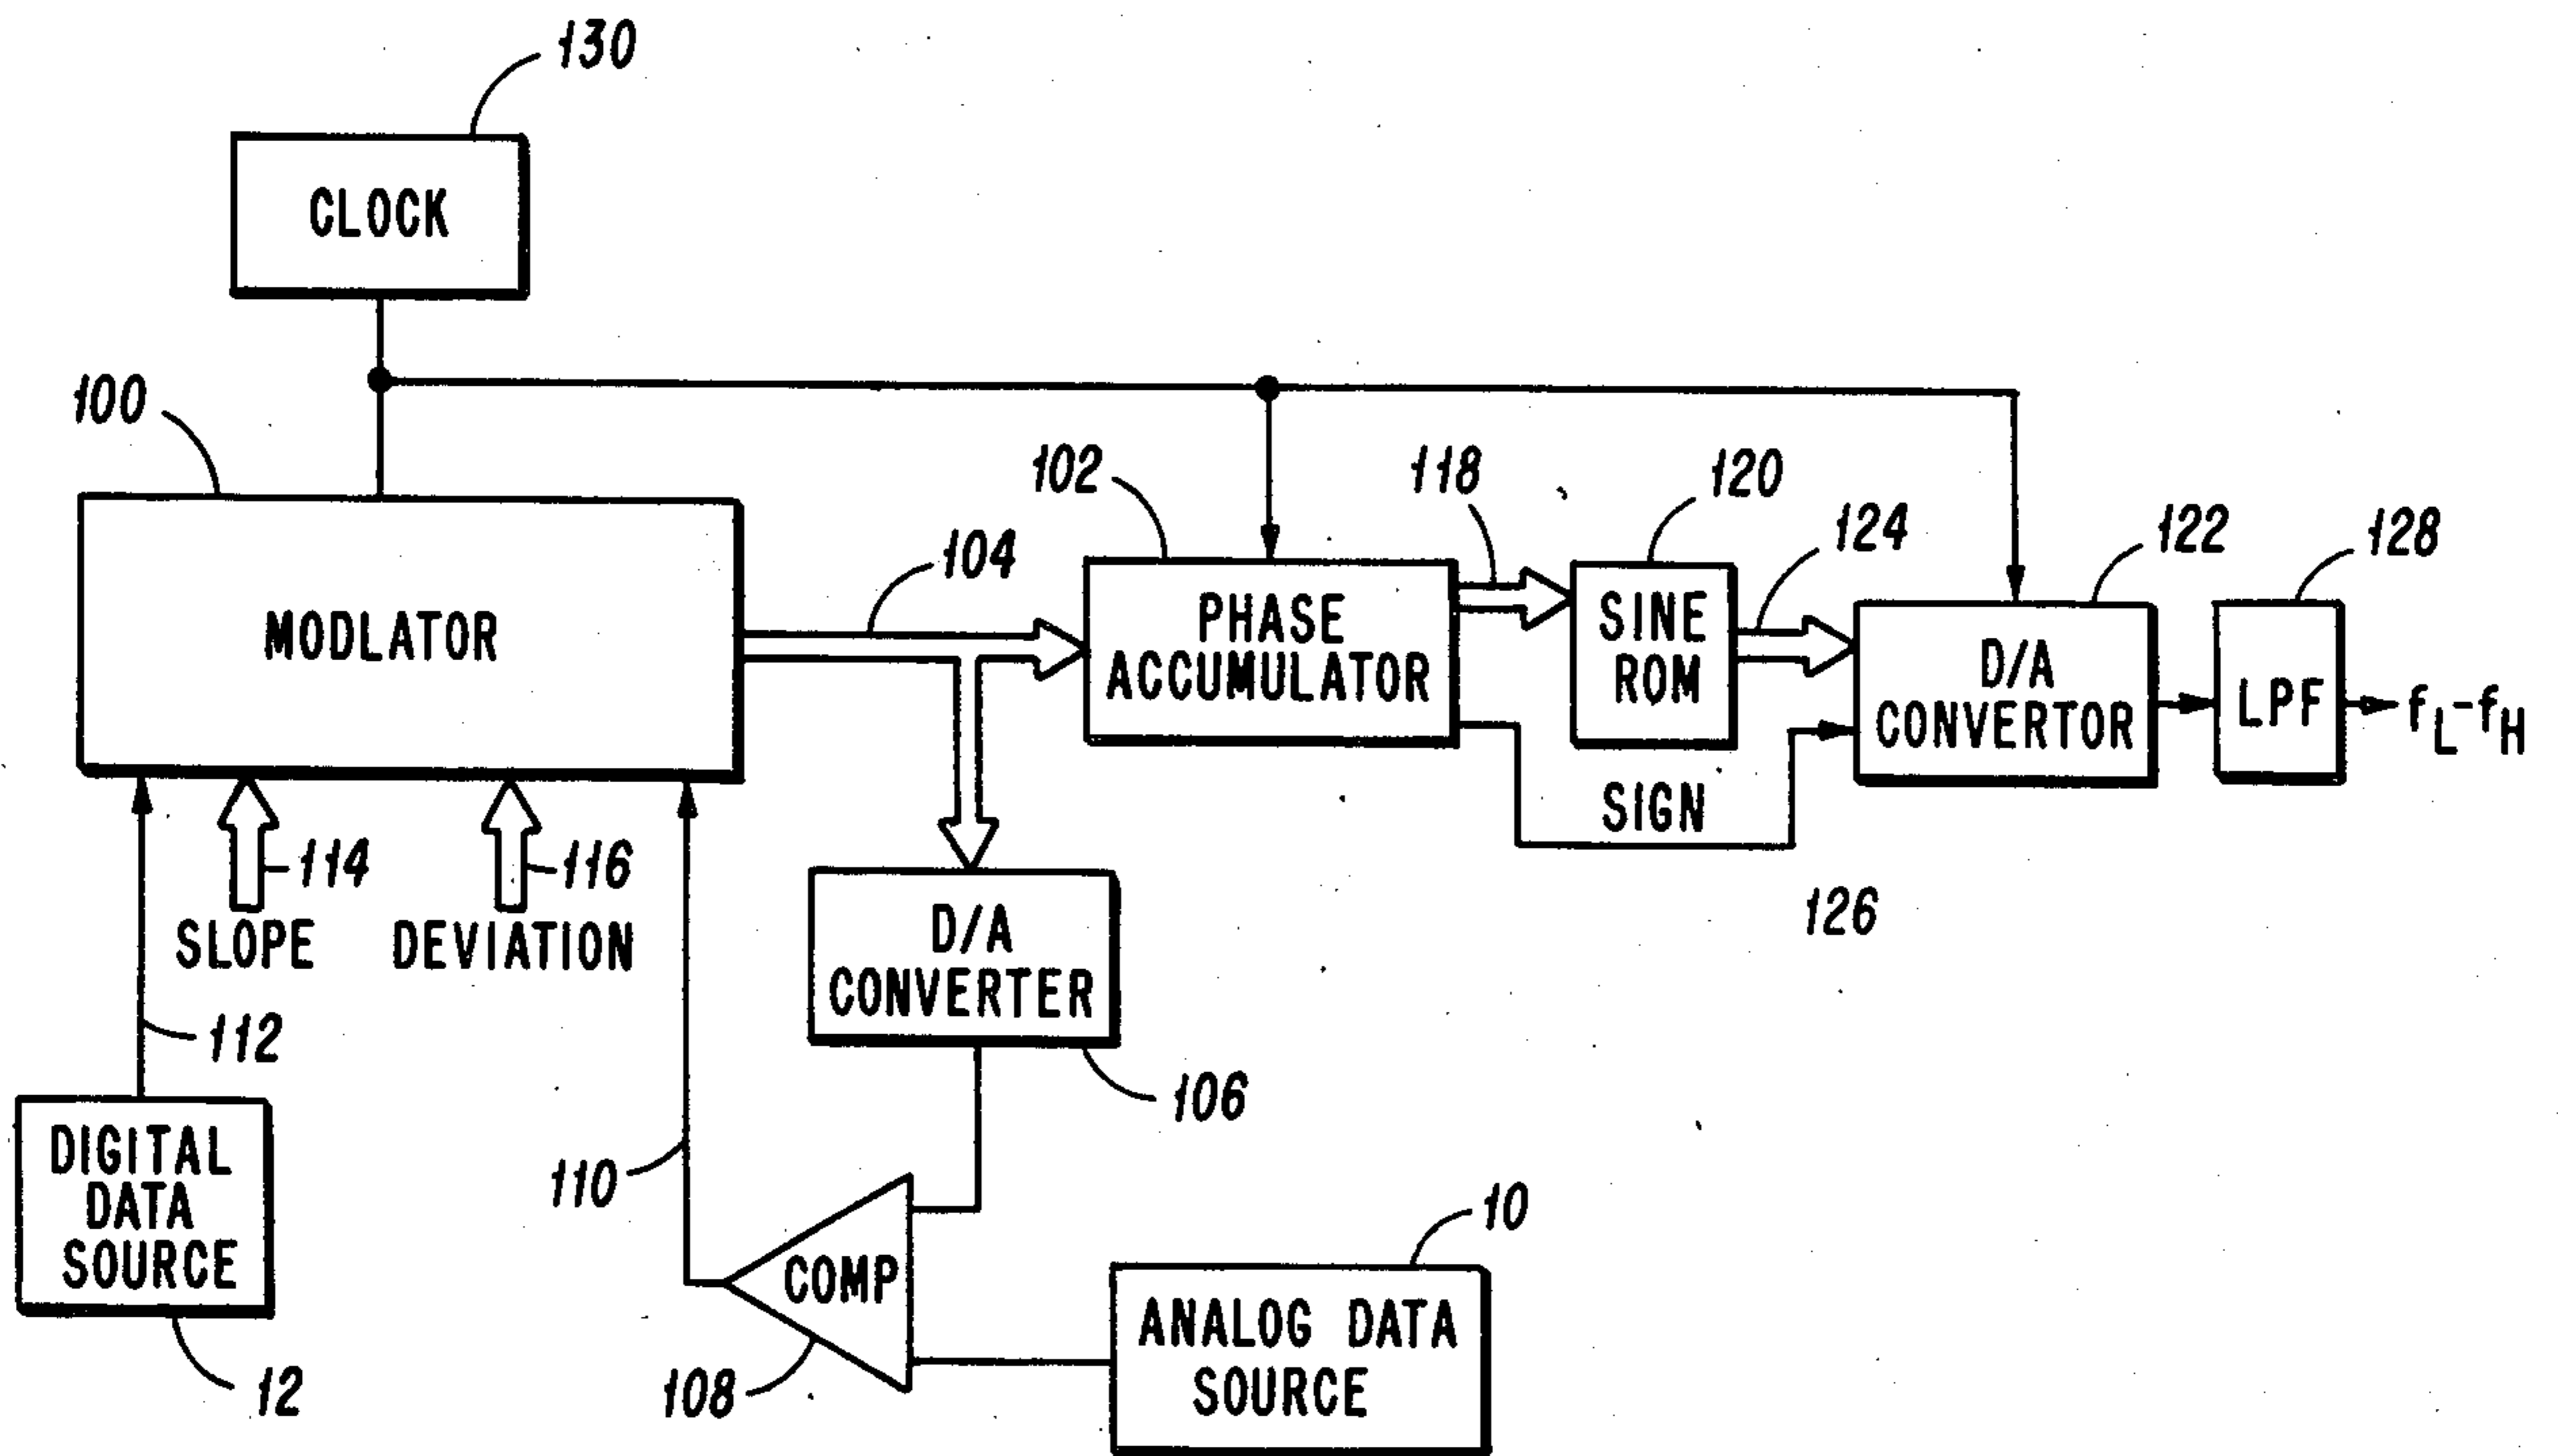 130
CLOCK
100
MODLATOR
104
102
PHASE
ACCUMULATOR
118
120
SINE
ROM
124
122
D/A
CONVERTOR
128
LPF
fL-fH
SIGN
126
114
SLOPE
116
DEVIATION
112
D/A
CONVERTER
106
DIGITAL
DATA
SOURCE
12
110
COMP
108
10
ANALOG DATA
SOURCE